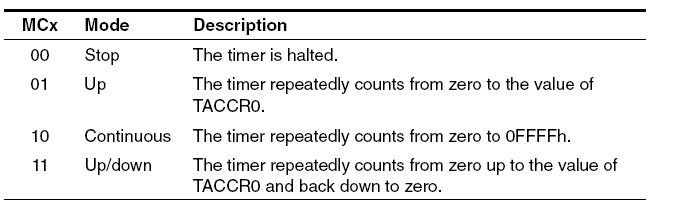 MCx Mode Description
00 Stop The timer is halted.
01 Up The timer repeatedly counts from zero to the value of
TACCR0.
10 Continuous The timer repeatedly counts from zero to 0FFFFh.
11 Up/down The timer repeatedly counts from zero up to the value of
TACCR0 and back down to zero.